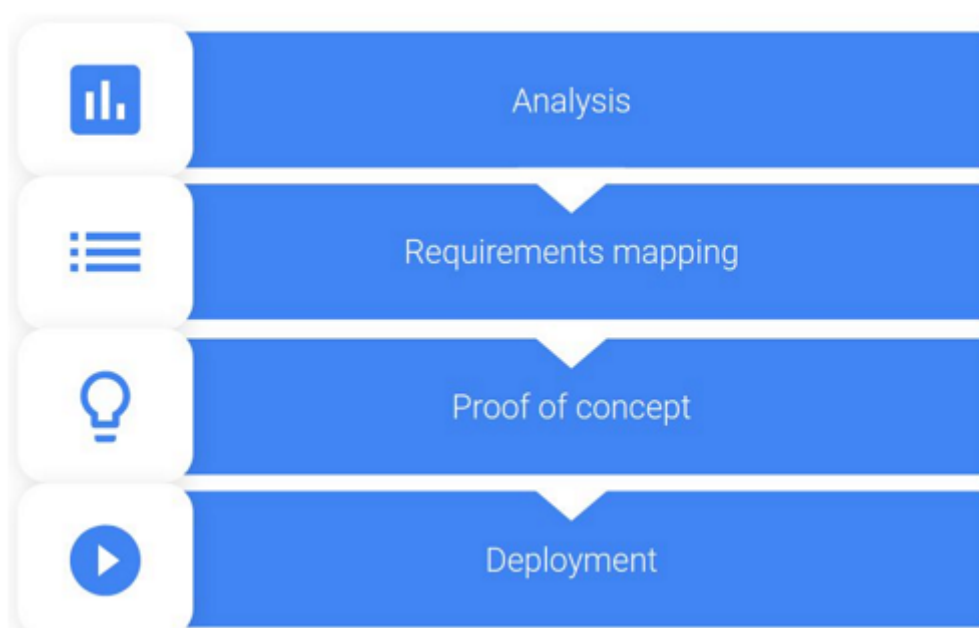 Analysis
Requirements mapping
Proof of concept
Deployment